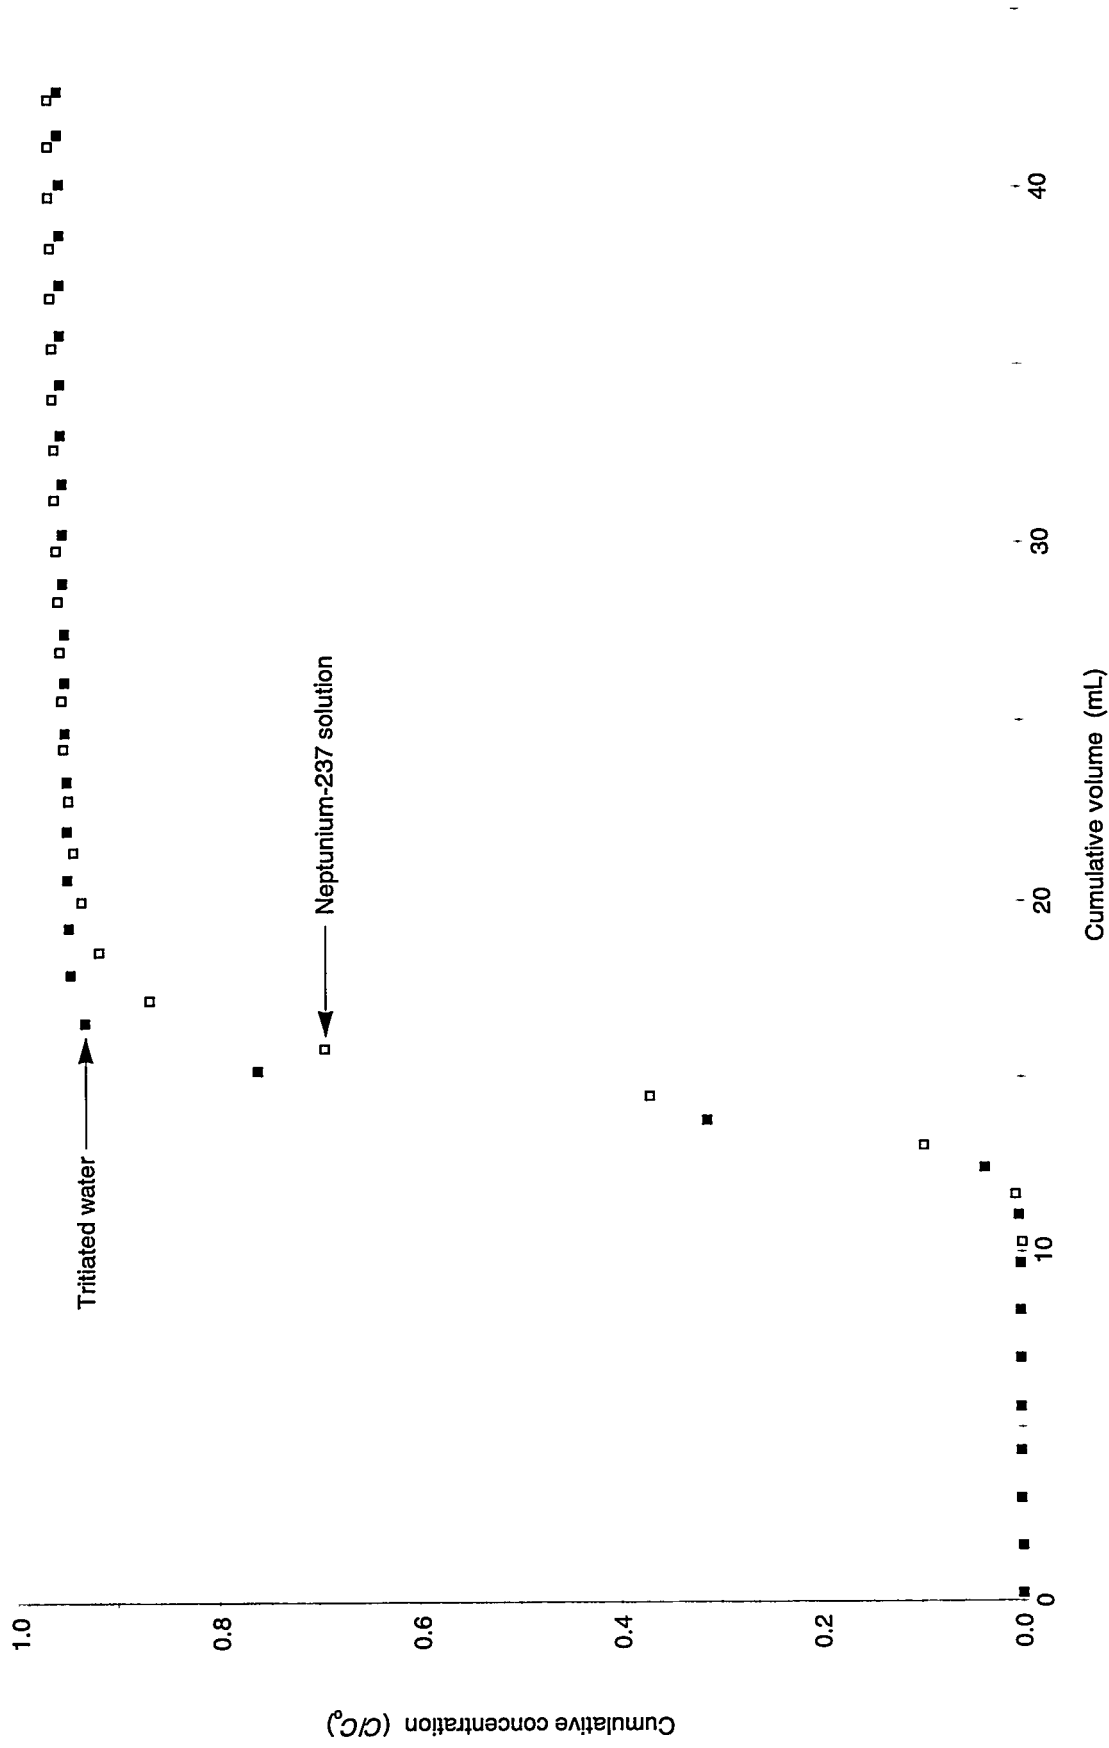 Cumulative concentration (C/Cₒ)
1.0
0.8
0.6
0.4
0.2
0.0
Tritiated water
Neptunium-237 solution
0
10
20
30
40
Cumulative volume (mL)